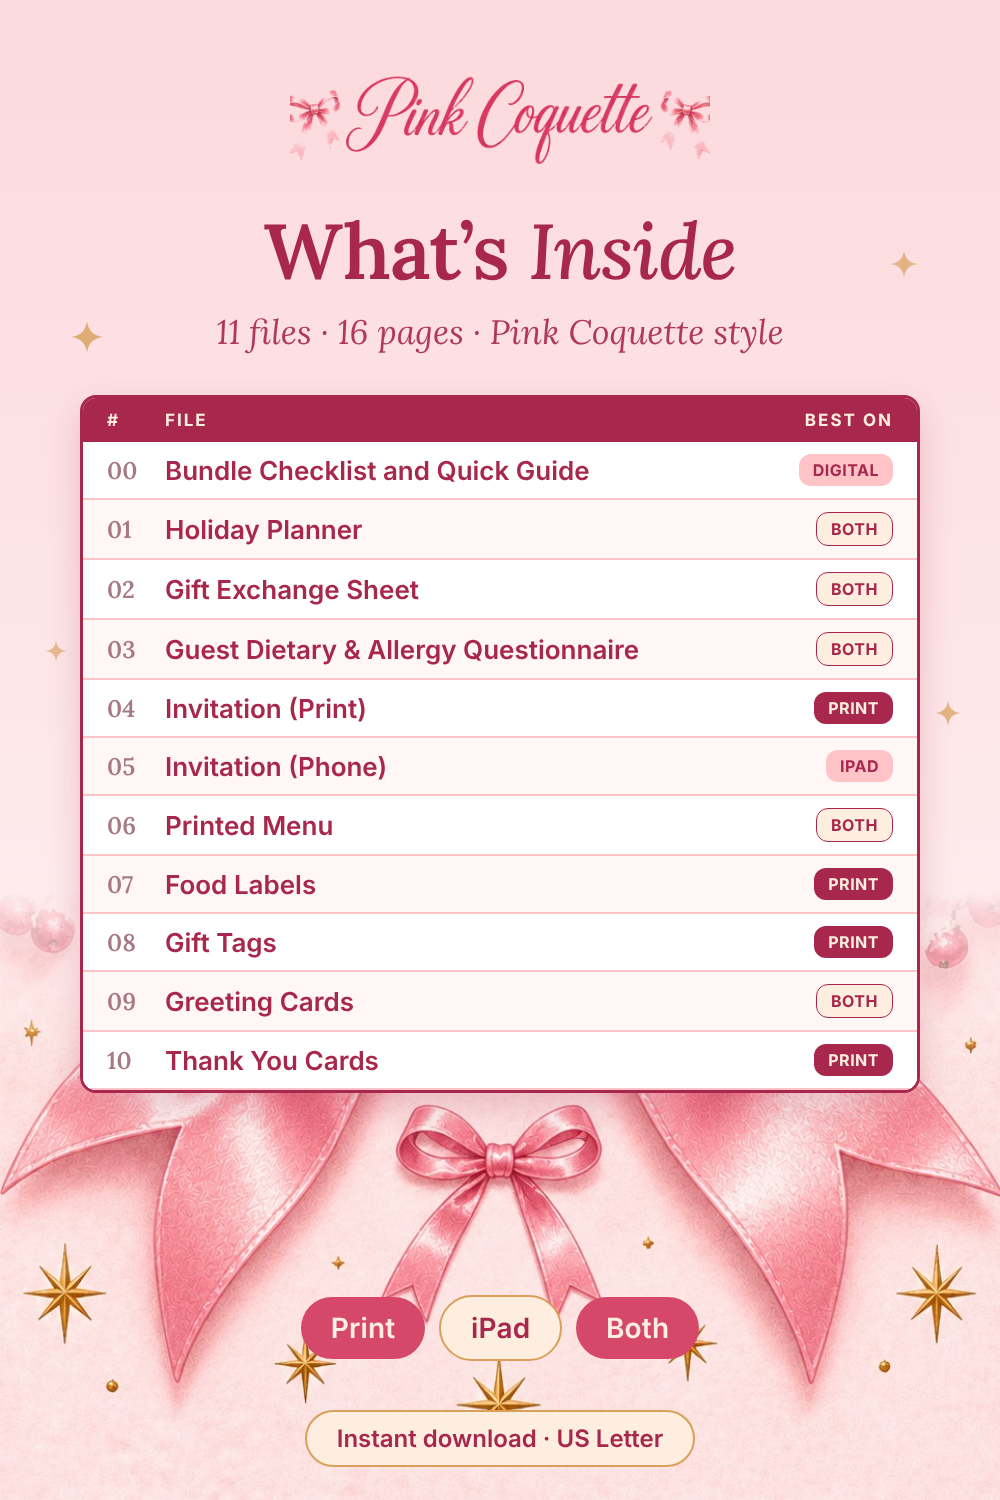 Pink Coquette
What’s Inside
11 files · 16 pages · Pink Coquette style
# FILE BEST ON
00 Bundle Checklist and Quick Guide DIGITAL
01 Holiday Planner BOTH
02 Gift Exchange Sheet BOTH
03 Guest Dietary & Allergy Questionnaire BOTH
04 Invitation (Print) PRINT
05 Invitation (Phone) IPAD
06 Printed Menu BOTH
07 Food Labels PRINT
08 Gift Tags PRINT
09 Greeting Cards BOTH
10 Thank You Cards PRINT
Print iPad Both
Instant download · US Letter